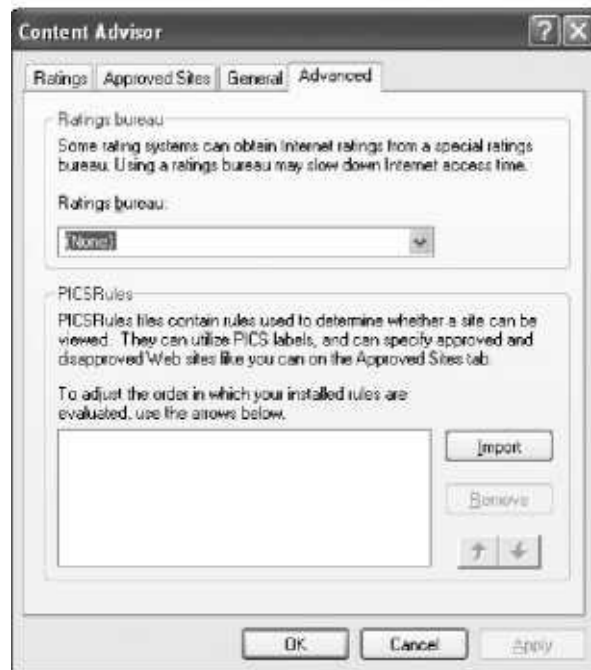 Content Advisor
Ratings Approved Sites General Advanced
Ratings bureau
Some rating systems can obtain Internet ratings from a special ratings
bureau. Using a ratings bureau may slow down Internet access time.
Ratings bureau:
(None)
PICSRules
PICSRules files contain rules used to determine whether a site can be
viewed. They can utilize PICS labels, and can specify approved and
disapproved Web sites like you can on the Approved Sites tab.
To adjust the order in which your installed rules are
evaluated, use the arrows below.
Import
Remove
OK Cancel Apply